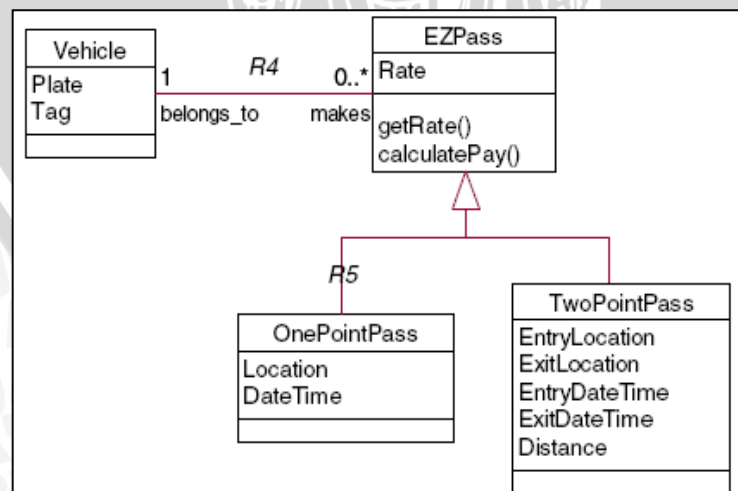 Vehicle
Plate
Tag
1
R4
0..*
belongs_to
makes
EZPass
Rate
getRate()
calculatePay()
R5
OnePointPass
Location
DateTime
TwoPointPass
EntryLocation
ExitLocation
EntryDateTime
ExitDateTime
Distance